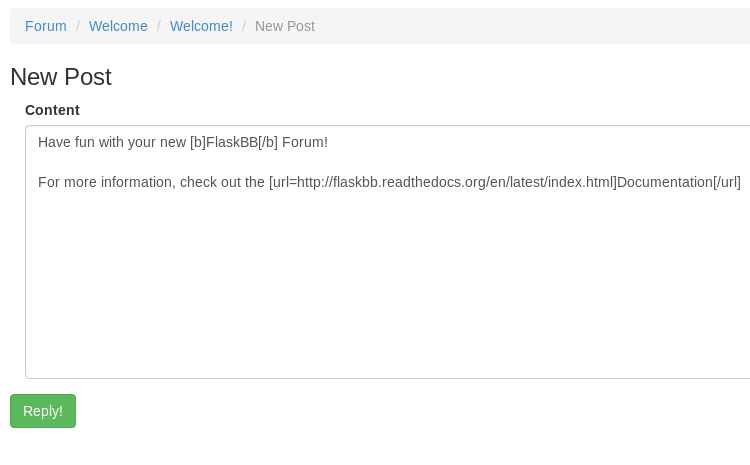 Forum / Welcome / Welcome! / New Post
New Post
Content
Have fun with your new [b]FlaskBB[/b] Forum!
For more information, check out the [url=http://flaskbb.readthedocs.org/en/latest/index.html]Documentation[/url]
Reply!